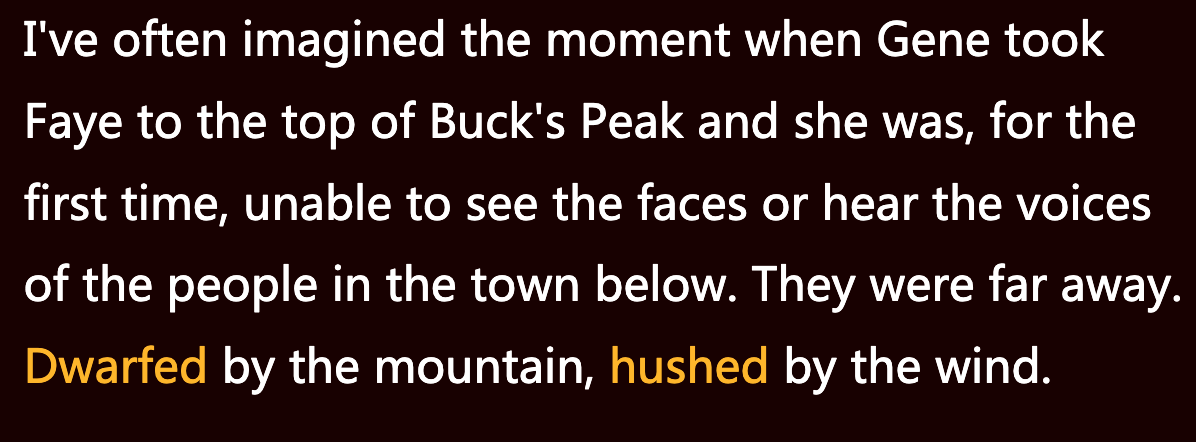 I've often imagined the moment when Gene took
Faye to the top of Buck's Peak and she was, for the
first time, unable to see the faces or hear the voices
of the people in the town below. They were far away.
Dwarfed by the mountain, hushed by the wind.